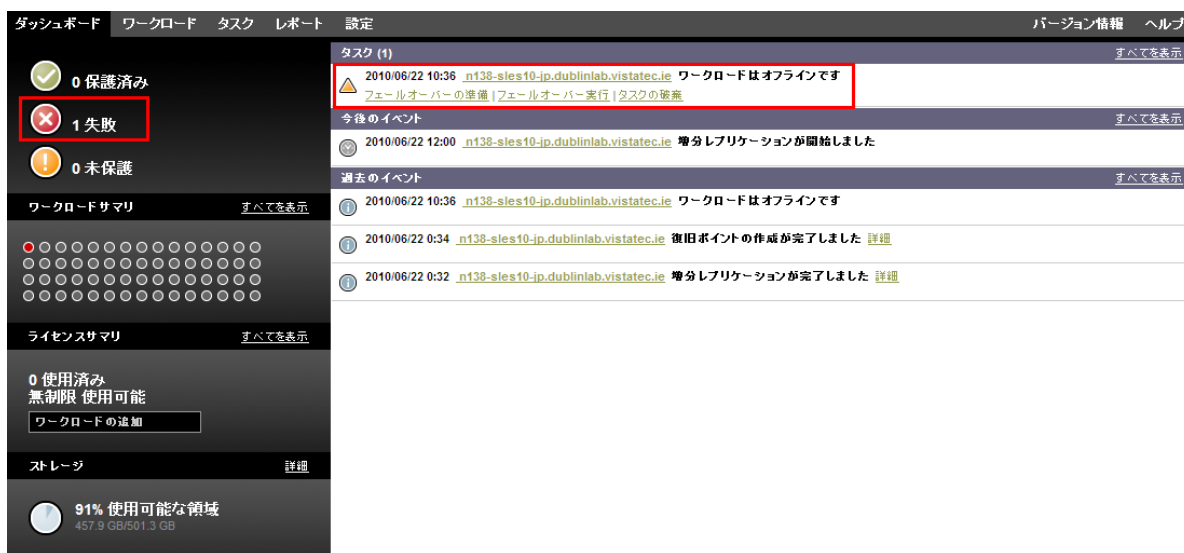 ダッシュボード ワークロード タスク レポート 設定 バージョン情報 ヘルプ
0 保護済み
1 失敗
0 未保護
ワークロードサマリ すべてを表示
ライセンスサマリ すべてを表示
0 使用済み
無制限 使用可能
ワークロードの追加
ストレージ 詳細
91% 使用可能な領域
457.9 GB/501.3 GB
タスク (1) すべてを表示
2010/06/22 10:36 n138-sles10-jp.dublinlab.vistatec.ie ワークロードはオフラインです
フェールオーバーの準備 | フェールオーバー実行 | タスクの破棄
今後のイベント すべてを表示
2010/06/22 12:00 n138-sles10-jp.dublinlab.vistatec.ie 増分レプリケーションが開始しました
過去のイベント すべてを表示
2010/06/22 10:36 n138-sles10-jp.dublinlab.vistatec.ie ワークロードはオフラインです
2010/06/22 0:34 n138-sles10-jp.dublinlab.vistatec.ie 復旧ポイントの作成が完了しました 詳細
2010/06/22 0:32 n138-sles10-jp.dublinlab.vistatec.ie 増分レプリケーションが完了しました 詳細